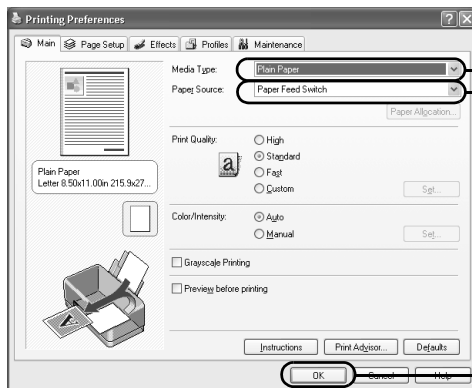 Printing Preferences
Main Page Setup Effects Profiles Maintenance
Media Type: Plain Paper
Paper Source: Paper Feed Switch
Paper Allocation...
Print Quality: High
Standard
Fast
Custom Set...
a
Plain Paper
Letter 8.50x11.00in 215.9x27...
Color/Intensity: Auto
Manual Set...
Grayscale Printing
Preview before printing
Instructions Print Advisor... Defaults
OK Cancel Help